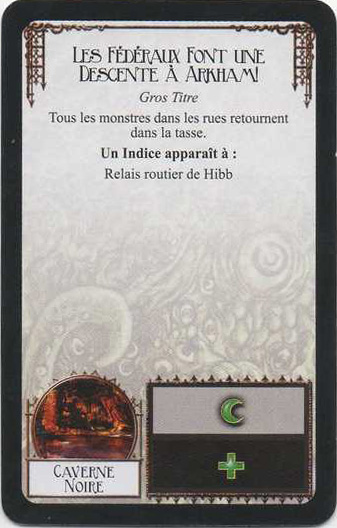 Les Fédéraux Font une
Descente à Arkham!
Gros Titre
Tous les monstres dans les rues retournent
dans la tasse.
Un Indice apparaît à :
Relais routier de Hibb
Caverne
Noire